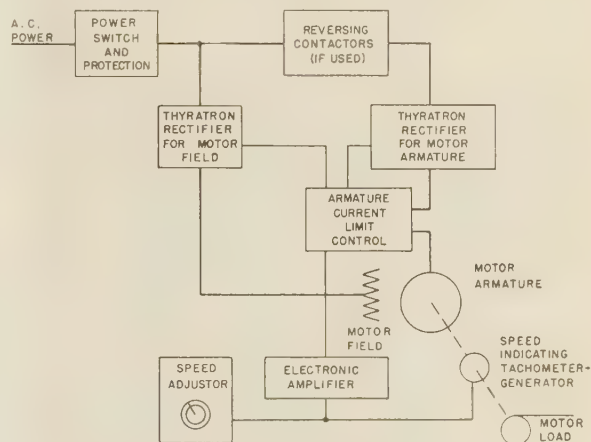 A.C.
POWER
POWER
SWITCH
AND
PROTECTION
REVERSING
CONTACTORS
(IF USED)
THYRATRON
RECTIFIER
FOR MOTOR
FIELD
THYRATRON
RECTIFIER
FOR MOTOR
ARMATURE
ARMATURE
CURRENT
LIMIT
CONTROL
MOTOR
ARMATURE
MOTOR
FIELD
SPEED
INDICATING
TACHOMETER-
GENERATOR
SPEED
ADJUSTOR
ELECTRONIC
AMPLIFIER
MOTOR
LOAD